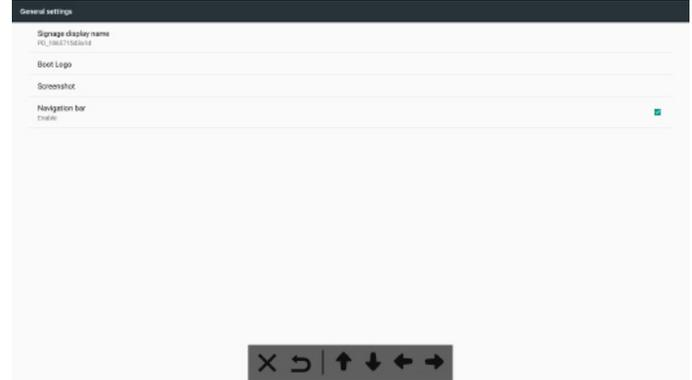 General settings
Signage display name
Boot Logo
Screenshot
Navigation bar
Enable